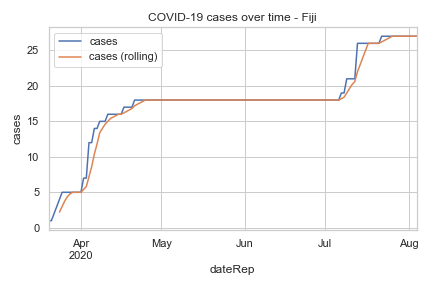 COVID-19 cases over time - Fiji
cases
cases (rolling)
25
20
15
10
5
0
cases
Apr
2020
May
Jun
Jul
Aug
dateRep